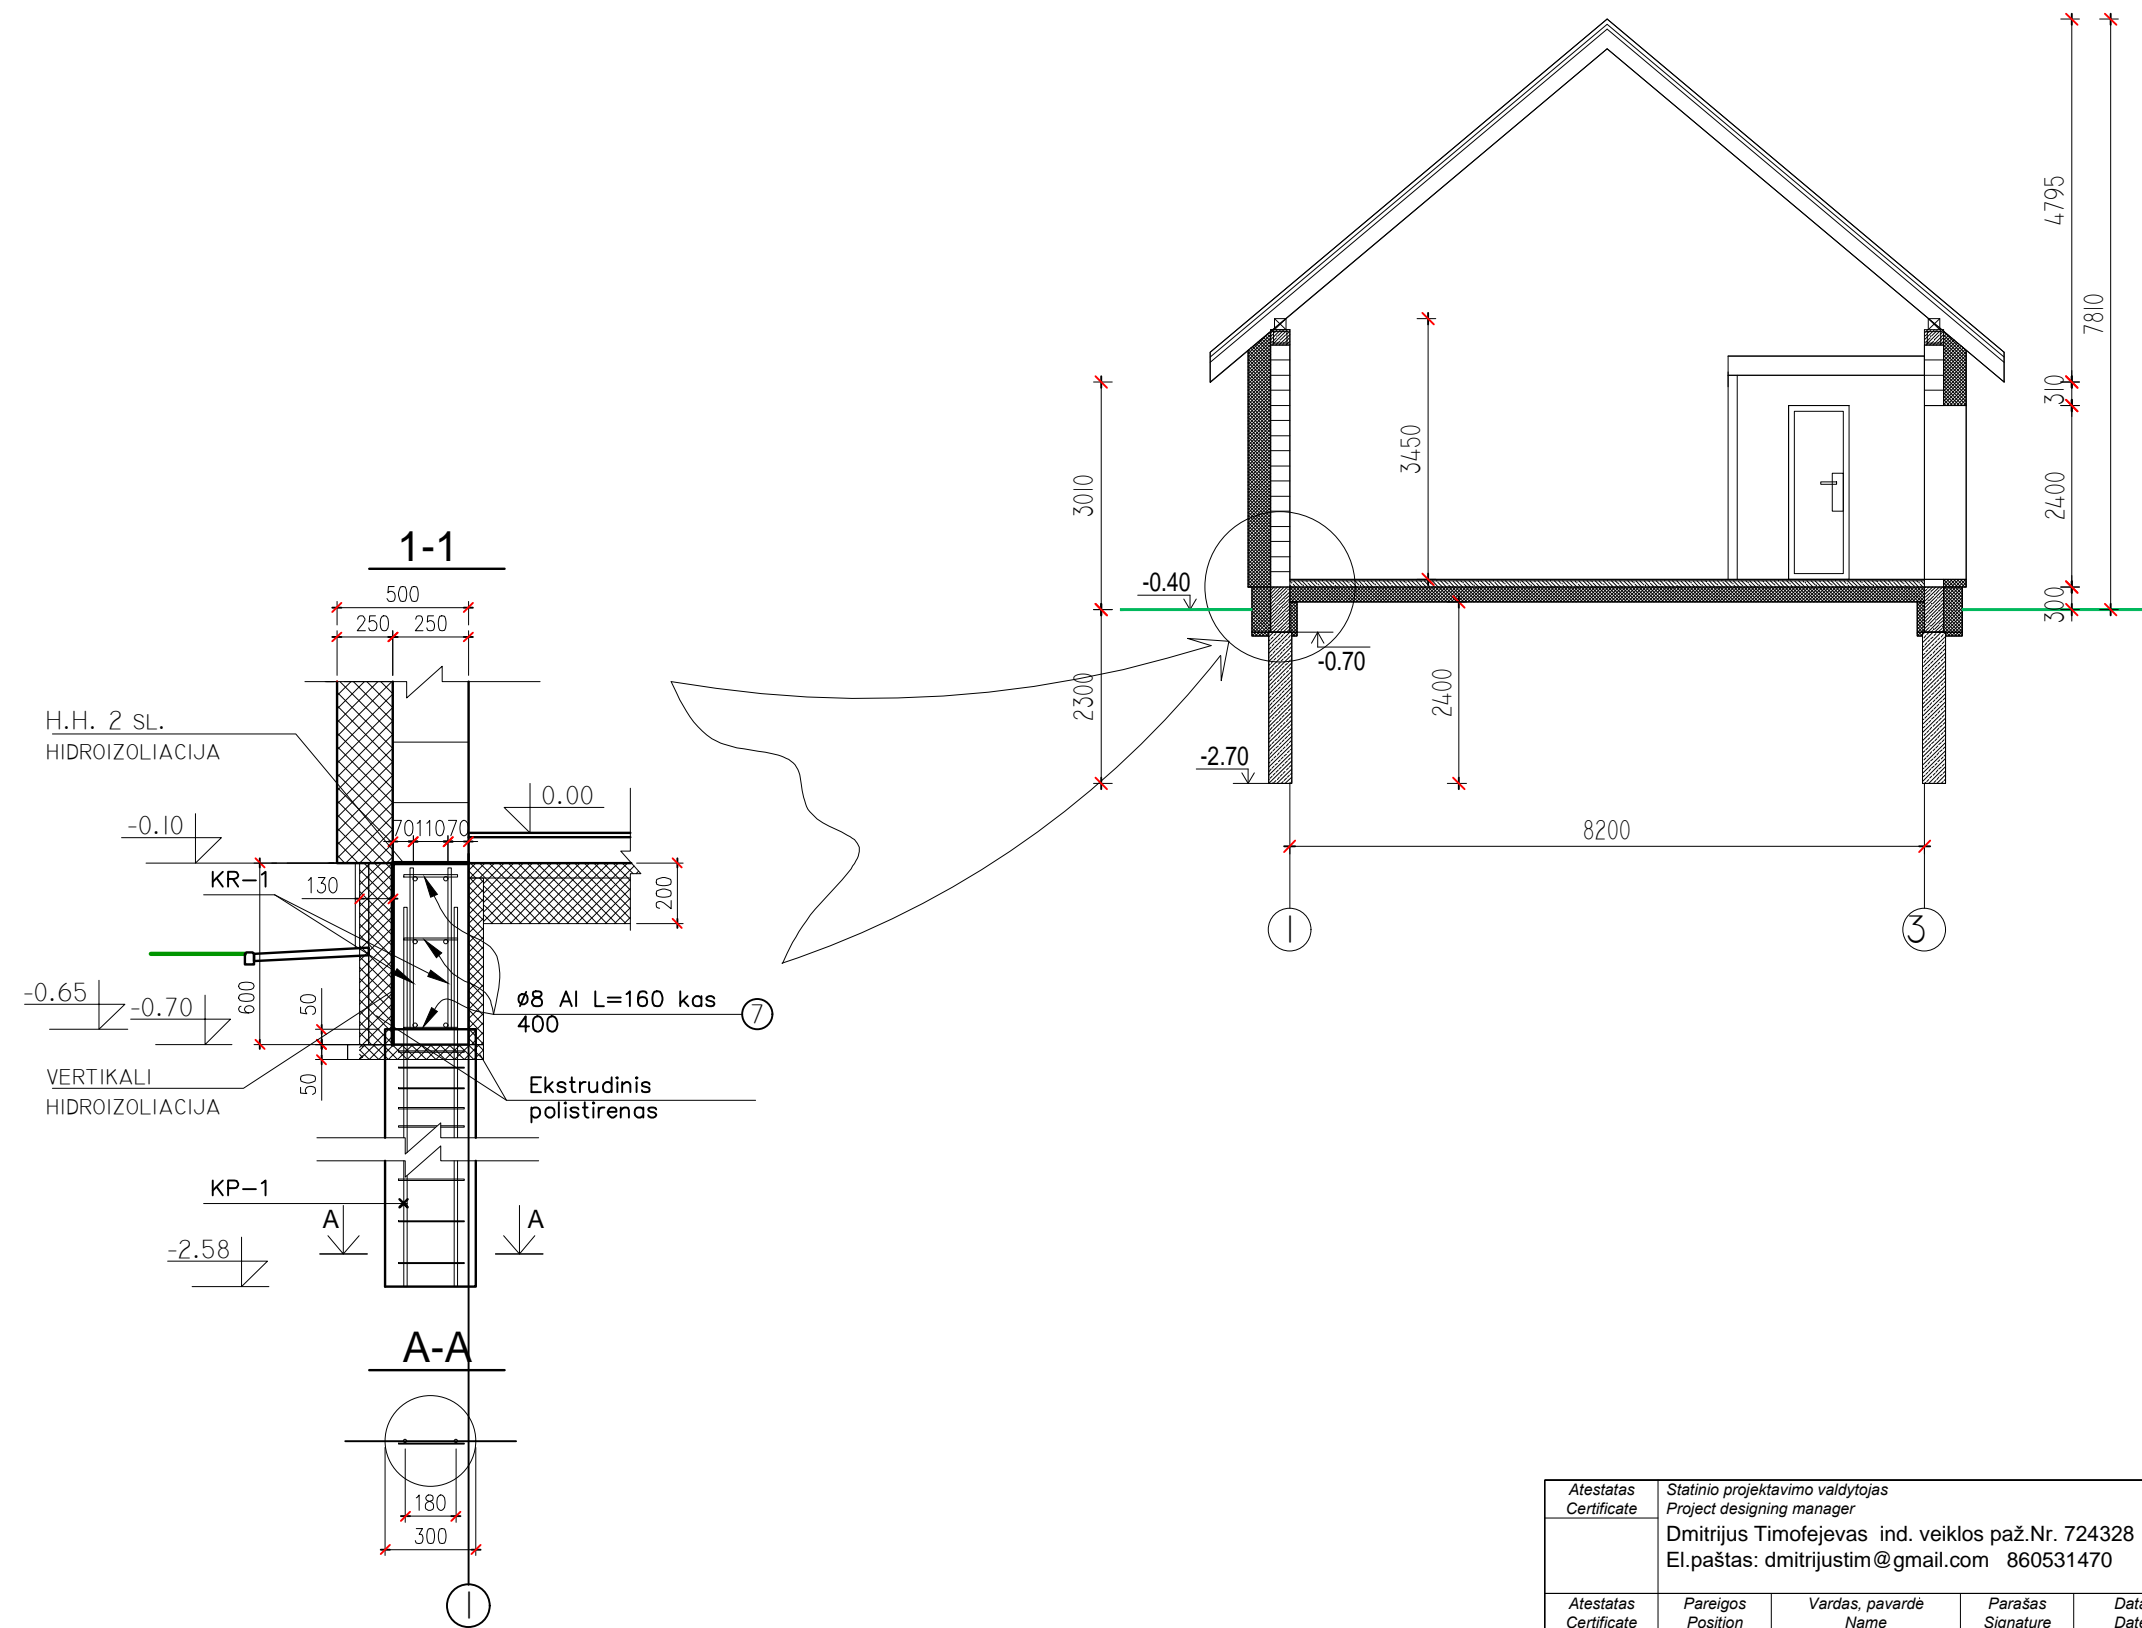 1-1
500
250
250
H.H. 2 SL.
HIDROIZOLIACIJA
0.00
-0.10
70
110
70
KR-1
130
200
-0.65
-0.70
600
50
50
ø8 AI L=160 kas
400
7
VERTIKALI
HIDROIZOLIACIJA
Ekstrudinis
polistirenas
KP-1
A
A
-2.58
A-A
180
300
1
4795
7810
310
2400
300
3450
3010
2300
-0.40
-0.70
2400
-2.70
8200
1
3
Atestatas
Certificate
Statinio projektavimo valdytojas
Project designing manager
Dmitrijus Timofejevas ind. veiklos paž.Nr. 724328
El.paštas: dmitrijustim@gmail.com 860531470
Atestatas
Certificate
Pareigos
Position
Vardas, pavardė
Name
Parašas
Signature
Data
Date